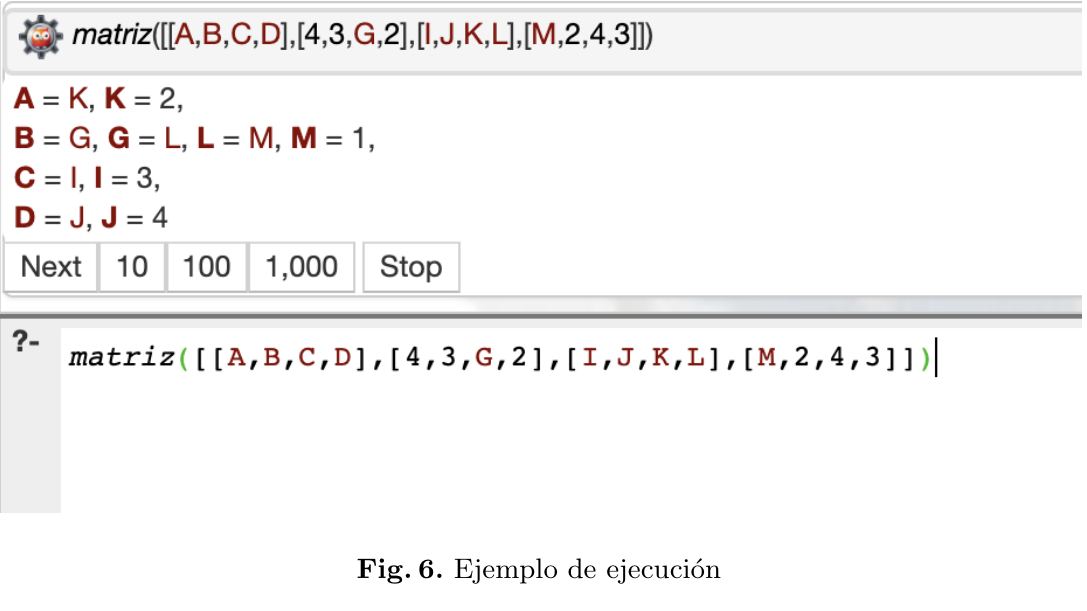 matriz([[A,B,C,D],[4,3,G,2],[I,J,K,L],[M,2,4,3]])
A = K, K = 2,
B = G, G = L, L = M, M = 1,
C = I, I = 3,
D = J, J = 4
Next 10 100 1,000 Stop
?- matriz([[A,B,C,D],[4,3,G,2],[I,J,K,L],[M,2,4,3]])
Fig. 6. Ejemplo de ejecución